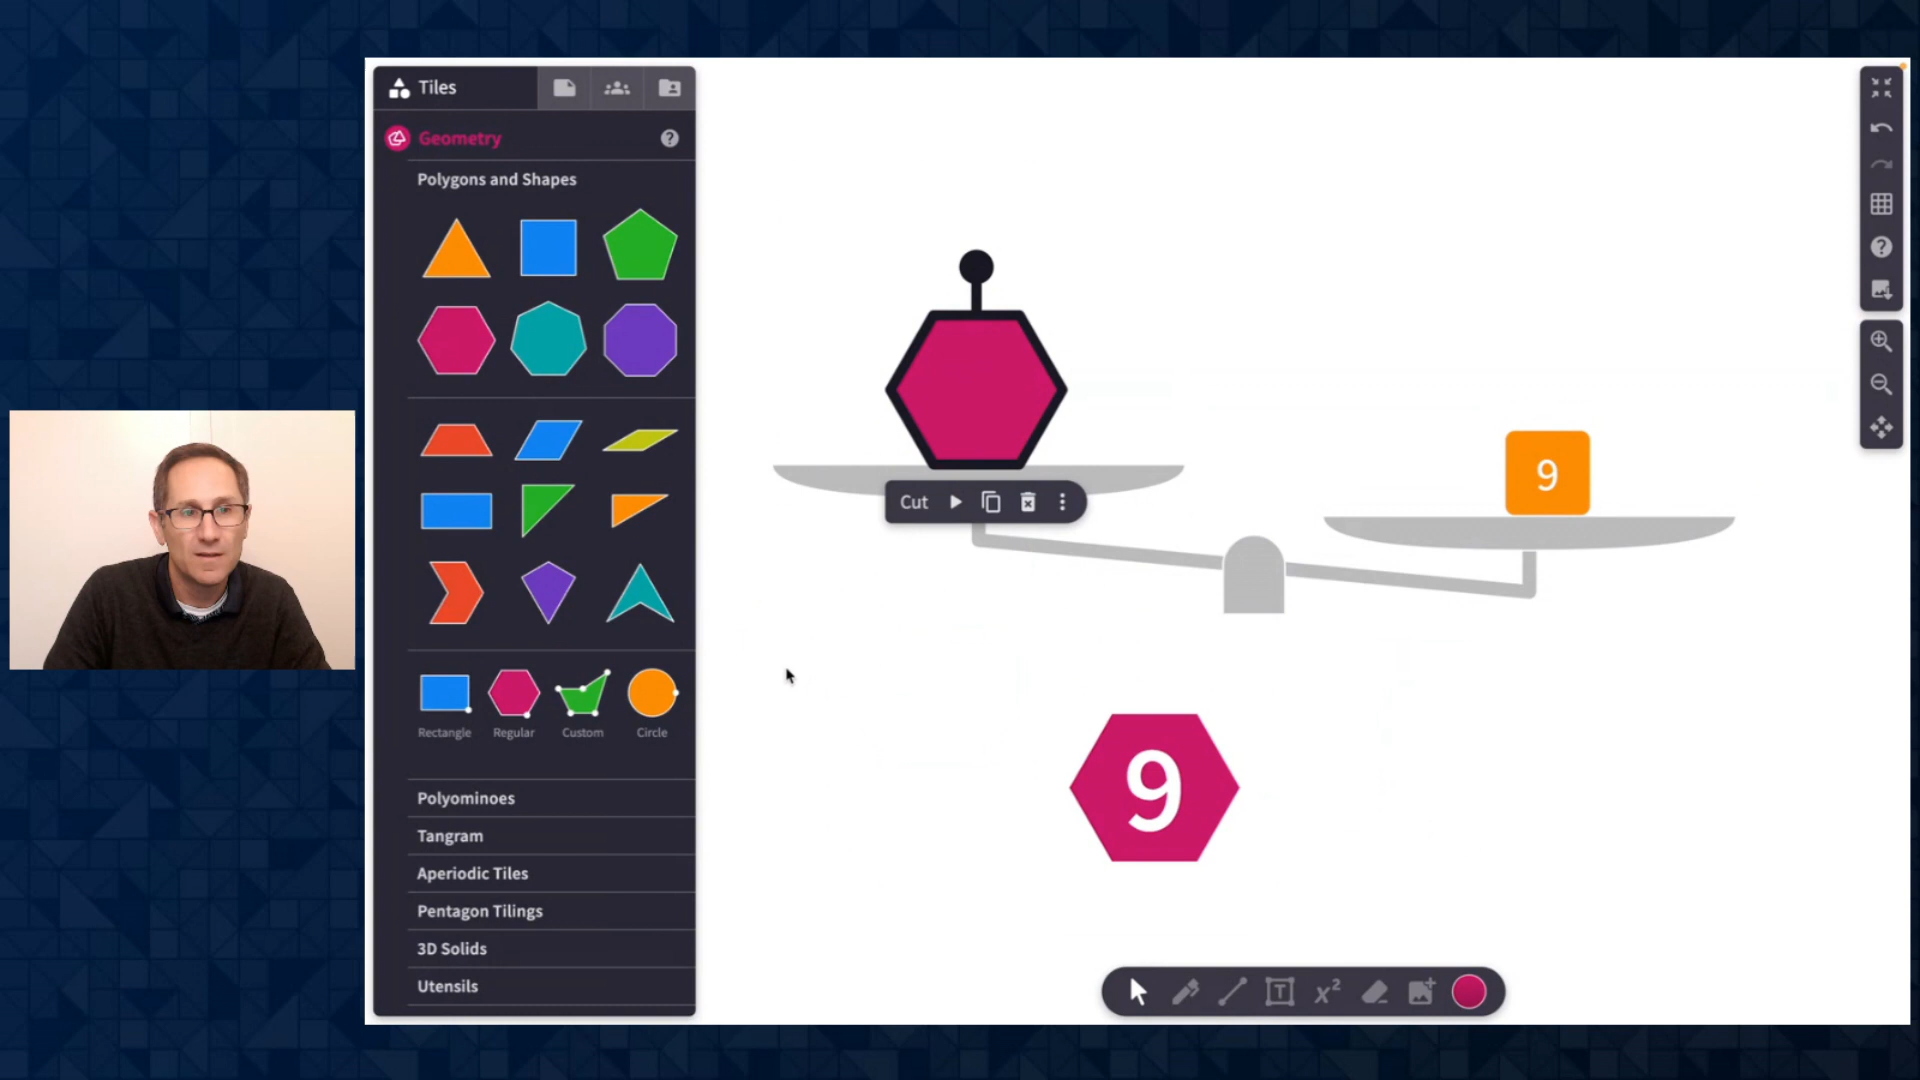 Tiles
Geometry
Polygons and Shapes
Rectangle Regular Custom Circle
Polyominoes
Tangram
Aperiodic Tiles
Pentagon Tilings
3D Solids
Utensils
Cut
9
9
T x²